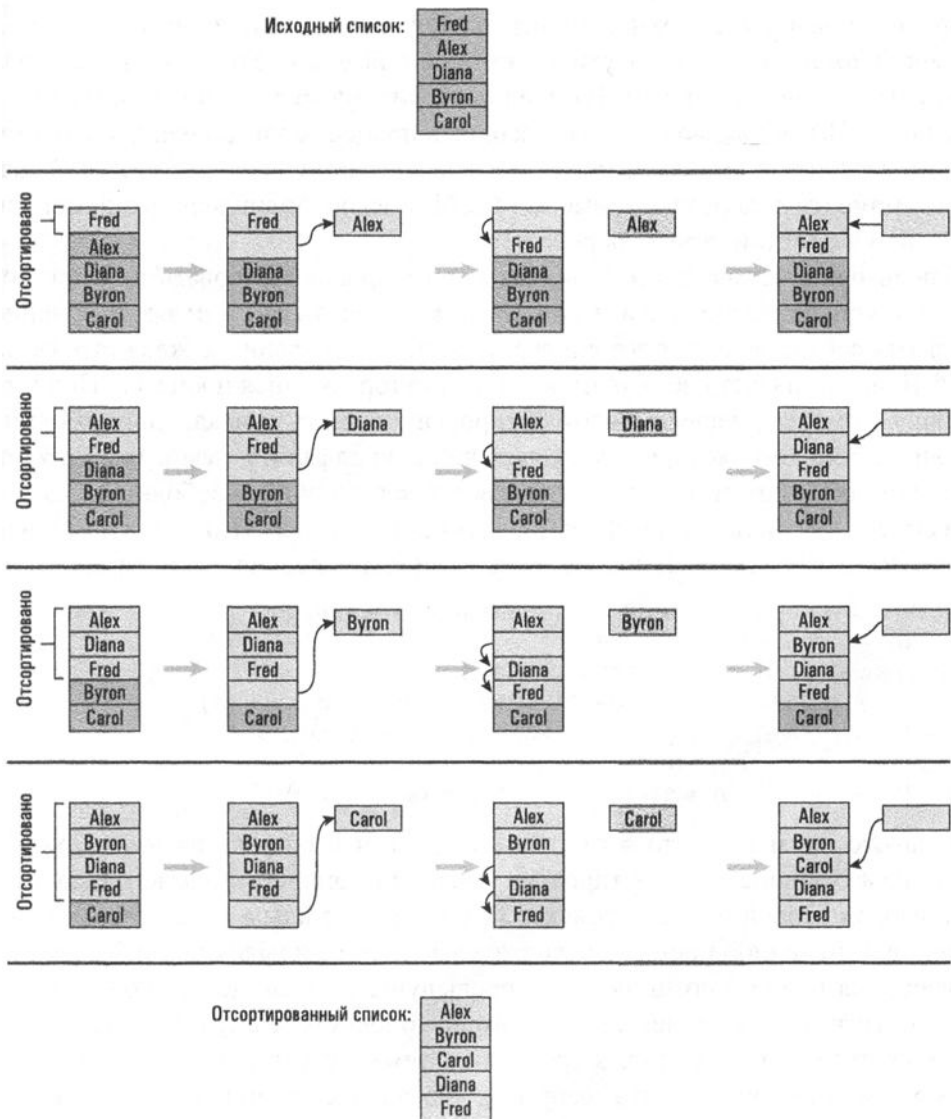 Исходный список:
Fred
Alex
Diana
Byron
Carol
Отсортировано
Fred
Alex
Diana
Byron
Carol
Fred
Diana
Byron
Carol
Alex
Fred
Diana
Byron
Carol
Alex
Alex
Fred
Diana
Byron
Carol
Отсортировано
Alex
Fred
Diana
Byron
Carol
Alex
Fred
Byron
Carol
Diana
Alex
Fred
Byron
Carol
Diana
Alex
Diana
Fred
Byron
Carol
Отсортировано
Alex
Diana
Fred
Byron
Carol
Alex
Diana
Fred
Carol
Byron
Alex
Diana
Fred
Carol
Byron
Alex
Byron
Diana
Fred
Carol
Отсортировано
Alex
Byron
Diana
Fred
Carol
Alex
Byron
Diana
Fred
Carol
Alex
Byron
Diana
Fred
Carol
Alex
Byron
Carol
Diana
Fred
Отсортированный список:
Alex
Byron
Carol
Diana
Fred